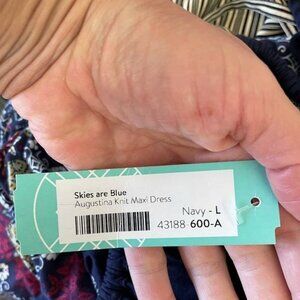 Skies are Blue
Augustina Knit Maxi Dress
Navy - L
43188 600-A